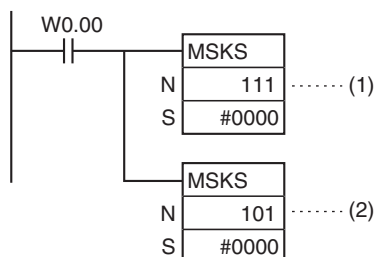 W0.00
MSKS
N 111 ........ (1)
S #0000
MSKS
N 101 ........ (2)
S #0000